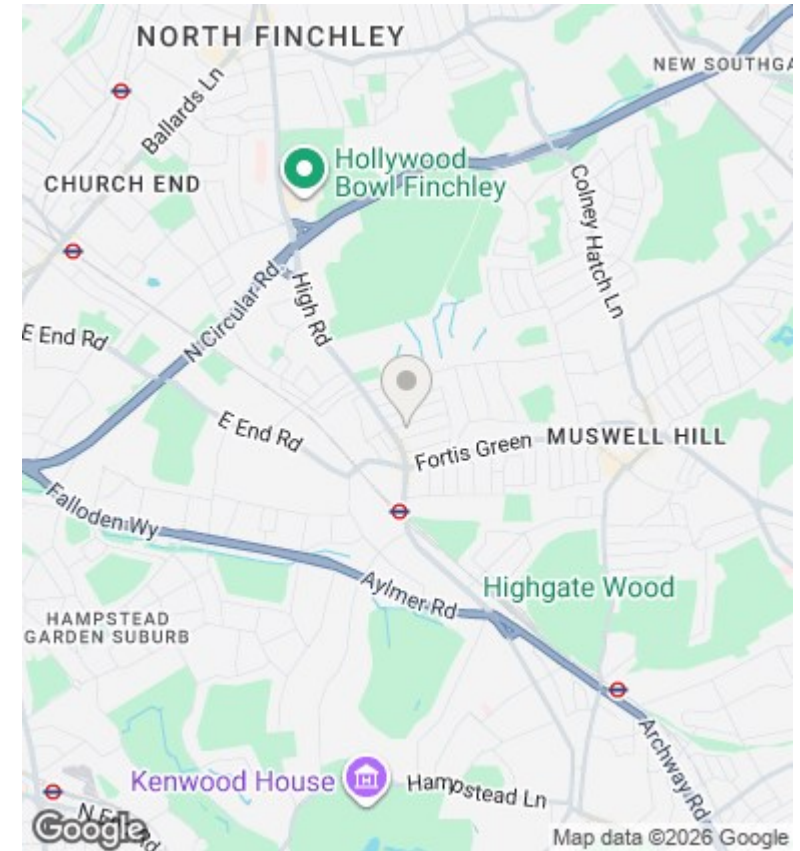 NORTH FINCHLEY
NEW SOUTHGA
Ballards Ln
Hollywood
Bowl Finchley
CHURCH END
Colney Hatch Ln
N Circular Rd
High Rd
E End Rd
E End Rd
Fortis Green
MUSWELL HILL
Falloden Wy
Aylmer Rd
Highgate Wood
HAMPSTEAD
GARDEN SUBURB
Archway Rd
Kenwood House
Hampstead Ln
Google
Map data ©2026 Google